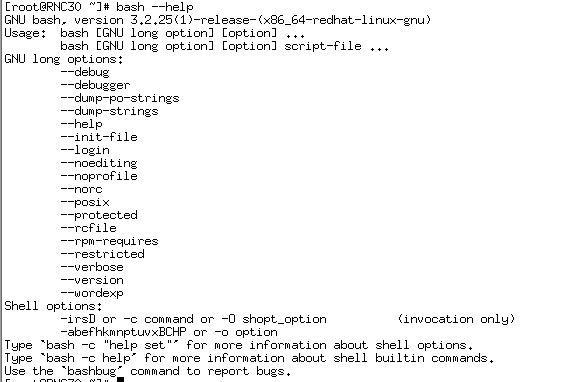 [root@RNC30 ~]# bash --help
GNU bash, version 3.2.25(1)-release-(x86_64-redhat-linux-gnu)
Usage:  bash [GNU long option] [option] ...
        bash [GNU long option] [option] script-file ...
GNU long options:
        --debug
        --debugger
        --dump-po-strings
        --dump-strings
        --help
        --init-file
        --login
        --noediting
        --noprofile
        --norc
        --posix
        --protected
        --rcfile
        --rpm-requires
        --restricted
        --verbose
        --version
        --wordexp
Shell options:
        -irsD or -c command or -O shopt_option          (invocation only)
        -abefhkmnptuvxBCHP or -o option
Type `bash -c "help set"' for more information about shell options.
Type `bash -c help' for more information about shell builtin commands.
Use the `bashbug' command to report bugs.
[root@RNC30 ~]#